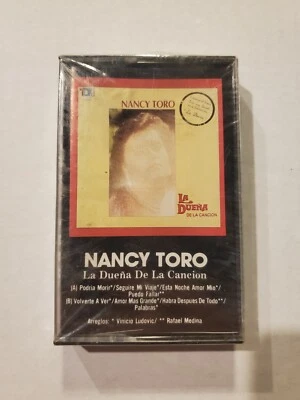 NANCY TORO
LA
DUEÑA
DE LA CANCION
NANCY TORO
La Dueña De La Cancion
(A) Podria Morir*/Seguire Mi Viaje*/Esta Noche Amor Mio*/
Puedo Fallar**
(B) Volverte A Ver*/Amor Mas Grande*/Habra Despues De Todo**/
Palabras*
Arreglos: * Vinicio Ludovic/ ** Rafael Medina